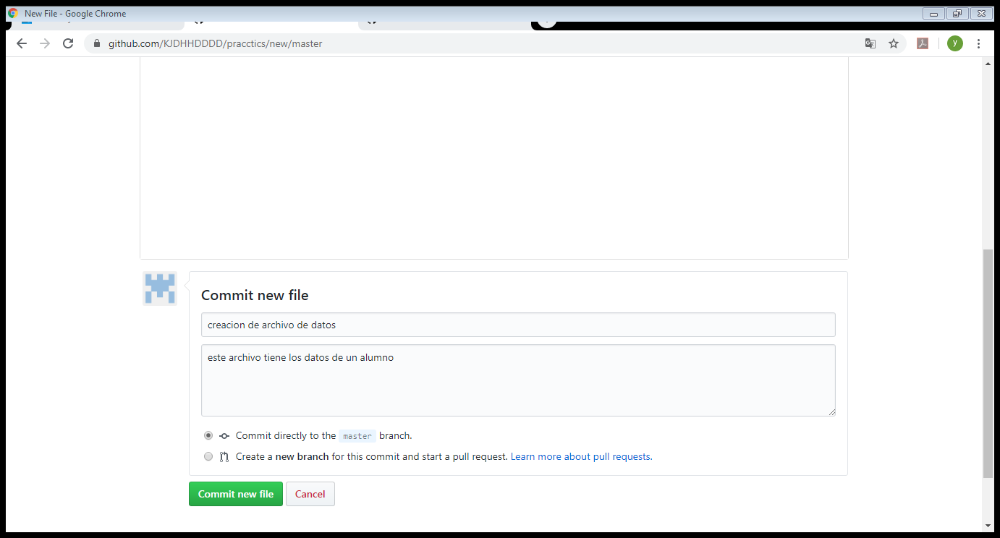 New File - Google Chrome
github.com/KJDHHDDDD/pracctics/new/master
y
Commit new file
creacion de archivo de datos
este archivo tiene los datos de un alumno
Commit directly to the master branch.
Create a new branch for this commit and start a pull request. Learn more about pull requests.
Commit new file Cancel